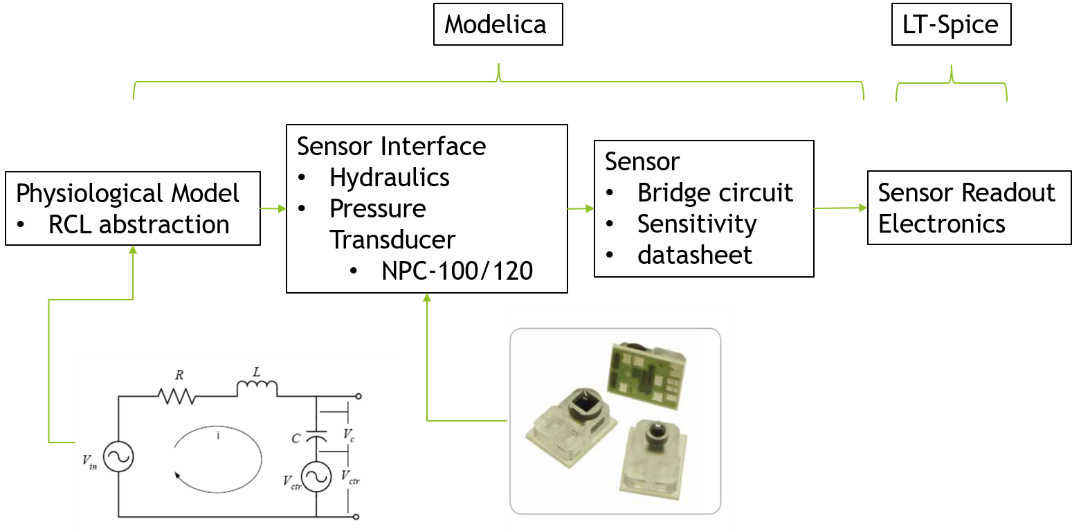 Modelica
LT-Spice
Physiological Model
• RCL abstraction
Sensor Interface
• Hydraulics
• Pressure
Transducer
• NPC-100/120
Sensor
• Bridge circuit
• Sensitivity
• datasheet
Sensor Readout
Electronics
R
L
i
C
V_c
V_in
V_ctr
V_ctr